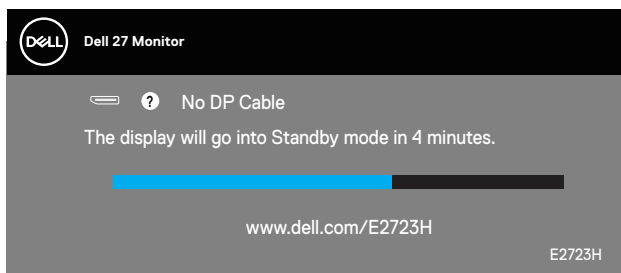 DELL
Dell 27 Monitor
? No DP Cable
The display will go into Standby mode in 4 minutes.
www.dell.com/E2723H
E2723H